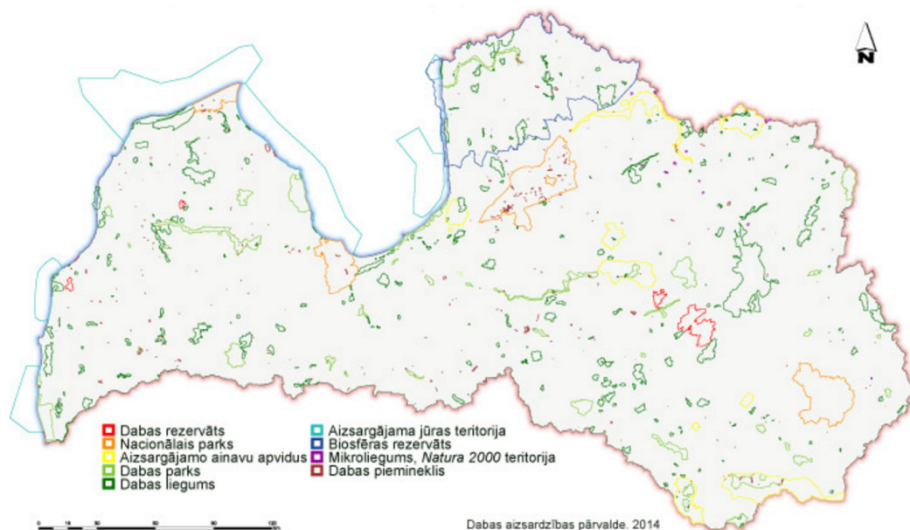 N
Dabas rezervāts
Nacionālais parks
Aizsargājamo ainavu apvidus
Dabas parks
Dabas liegums
Aizsargājama jūras teritorija
Biosfēras rezervāts
Mikroliegums, Natura 2000 teritorija
Dabas piemineklis
Dabas aizsardzības pārvalde. 2014